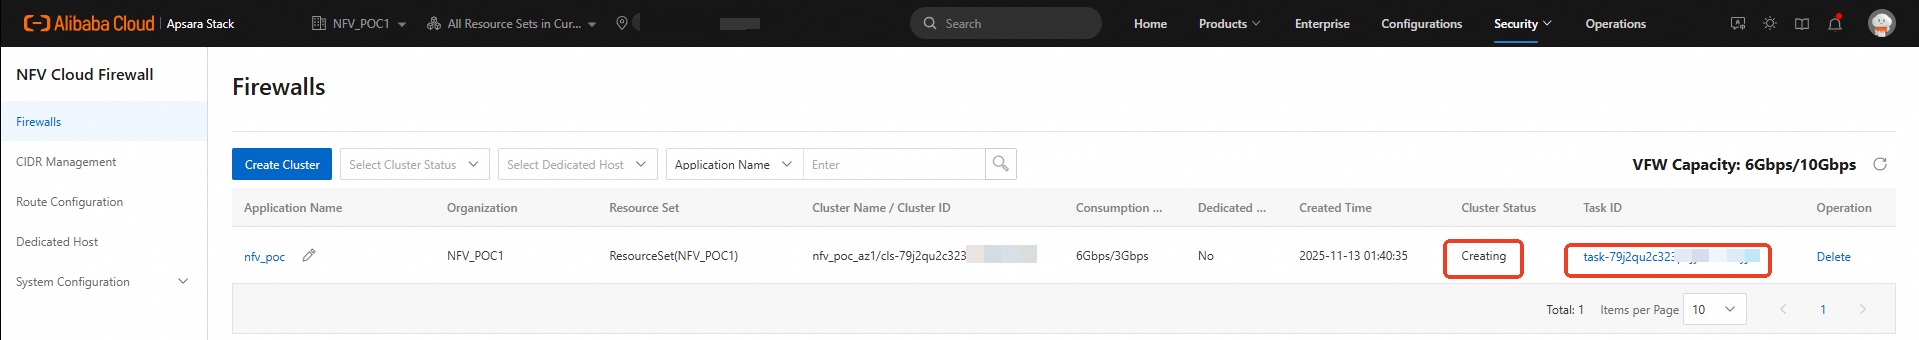 Alibaba Cloud | Apsara Stack NFV_POC1 All Resource Sets in Cur... Search Home Products Enterprise Configurations Security Operations
NFV Cloud Firewall
Firewalls
CIDR Management
Route Configuration
Dedicated Host
System Configuration
Firewalls
Create Cluster Select Cluster Status Select Dedicated Host Application Name Enter VFW Capacity: 6Gbps/10Gbps
Application Name Organization Resource Set Cluster Name / Cluster ID Consumption ... Dedicated ... Created Time Cluster Status Task ID Operation
nfv_poc NFV_POC1 ResourceSet(NFV_POC1) nfv_poc_az1/cls-79j2qu2c323 6Gbps/3Gbps No 2025-11-13 01:40:35 Creating task-79j2qu2c323 Delete
Total: 1 Items per Page 10 1